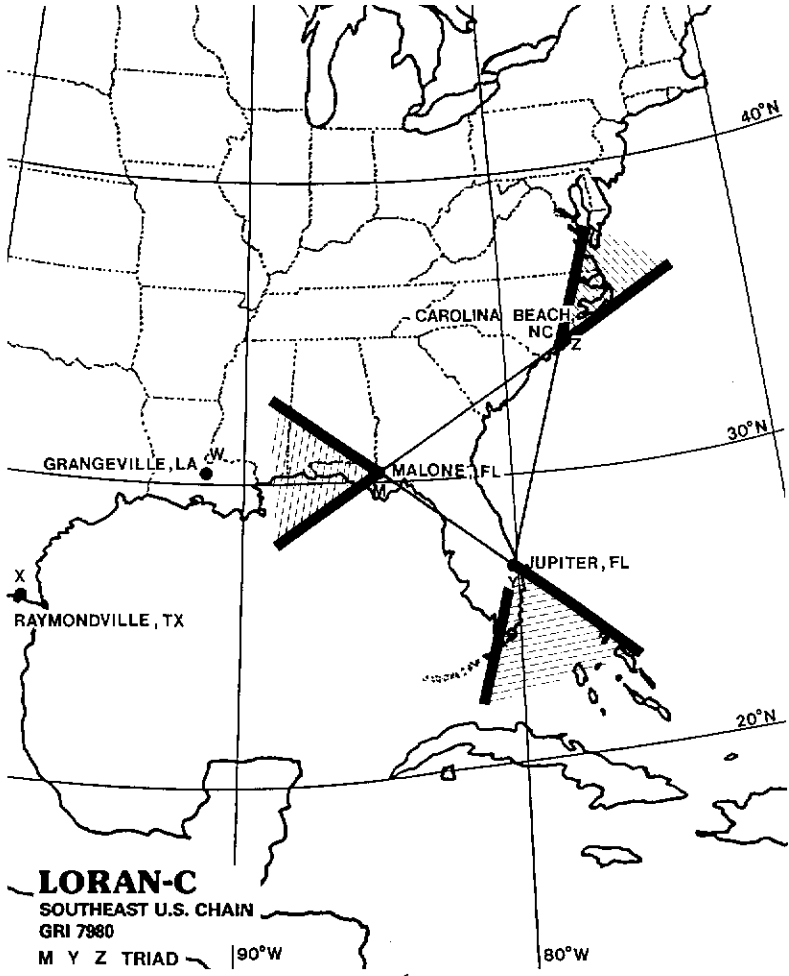 40°N
CAROLINA BEACH,
NC
Z
30°N
W
GRANGEVILLE, LA
MALONE, FL
M
JUPITER, FL
Y
X
RAYMONDVILLE, TX
20°N
LORAN-C
SOUTHEAST U.S. CHAIN
GRI 7980
M Y Z TRIAD
90°W
80°W